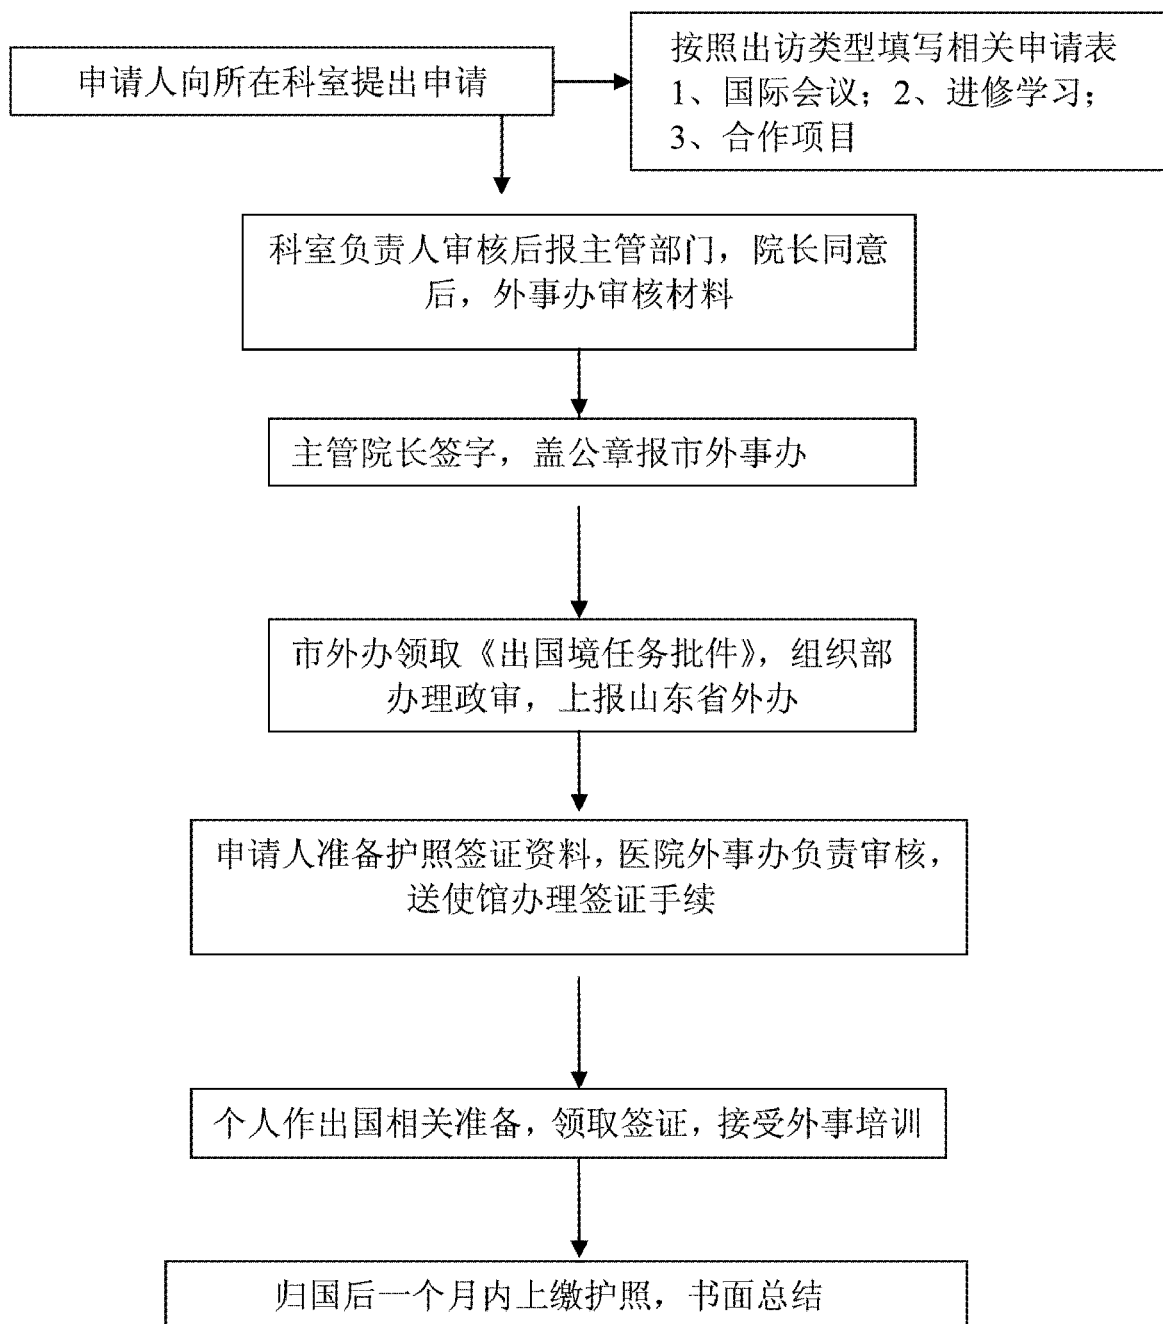 申请人向所在科室提出申请
按照出访类型填写相关申请表
1、国际会议；2、进修学习；
3、合作项目
科室负责人审核后报主管部门，院长同意
后，外事办审核材料
主管院长签字，盖公章报市外事办
市外办领取《出国境任务批件》，组织部
办理政审，上报山东省外办
申请人准备护照签证资料，医院外事办负责审核，
送使馆办理签证手续
个人作出国相关准备，领取签证，接受外事培训
归国后一个月内上缴护照，书面总结